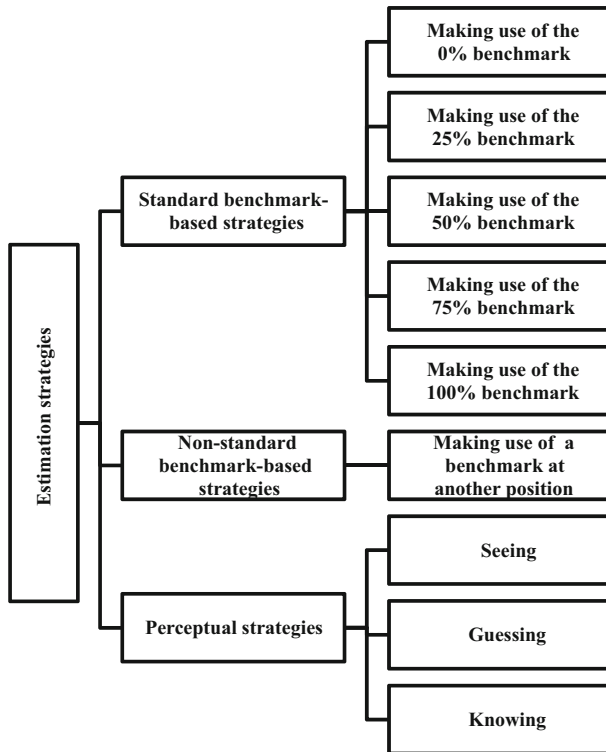 Estimation strategies
Standard benchmark-
based strategies
Making use of the
0% benchmark
Making use of the
25% benchmark
Making use of the
50% benchmark
Making use of the
75% benchmark
Making use of the
100% benchmark
Non-standard
benchmark-based
strategies
Making use of a
benchmark at
another position
Perceptual strategies
Seeing
Guessing
Knowing